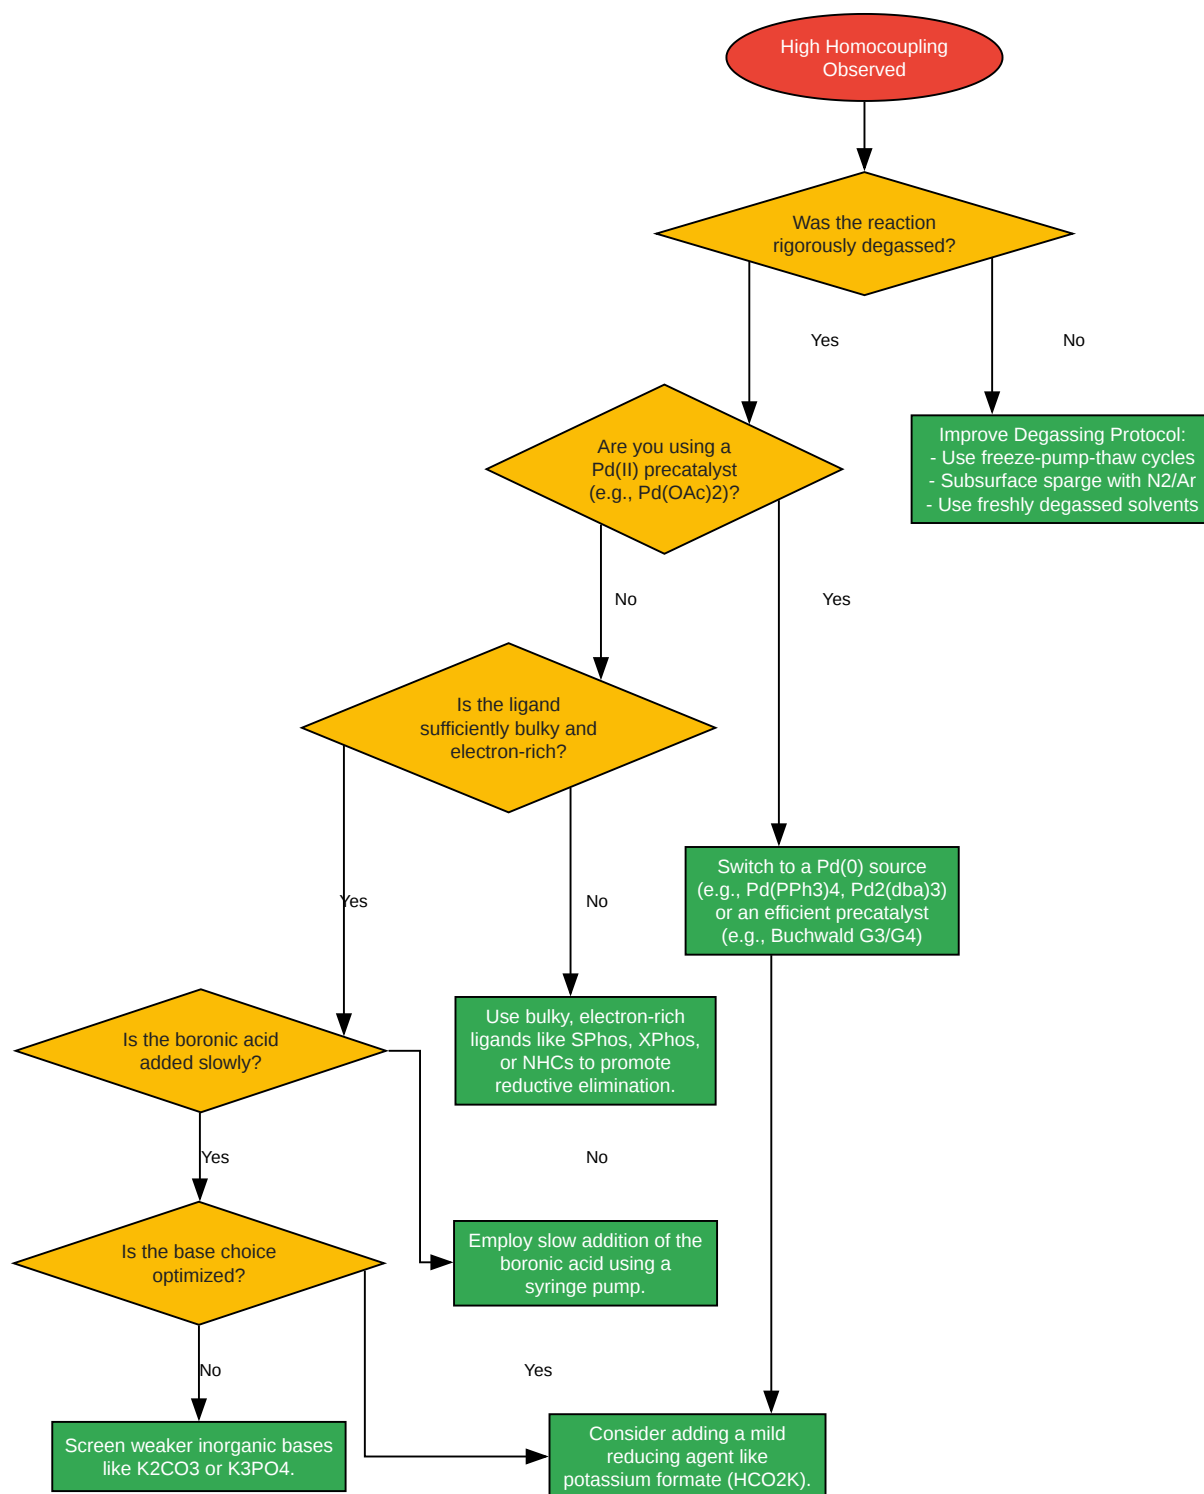 High Homocoupling
Observed
Was the reaction
rigorously degassed?
Yes
No
Are you using a
Pd(II) precatalyst
(e.g., Pd(OAc)2)?
Improve Degassing Protocol:
- Use freeze-pump-thaw cycles
- Subsurface sparge with N2/Ar
- Use freshly degassed solvents
No
Yes
Is the ligand
sufficiently bulky and
electron-rich?
Switch to a Pd(0) source
(e.g., Pd(PPh3)4, Pd2(dba)3)
or an efficient precatalyst
(e.g., Buchwald G3/G4)
Yes
No
Is the boronic acid
added slowly?
Use bulky, electron-rich
ligands like SPhos, XPhos,
or NHCs to promote
reductive elimination.
Yes
No
Is the base choice
optimized?
Employ slow addition of the
boronic acid using a
syringe pump.
No
Yes
Screen weaker inorganic bases
like K2CO3 or K3PO4.
Consider adding a mild
reducing agent like
potassium formate (HCO2K).